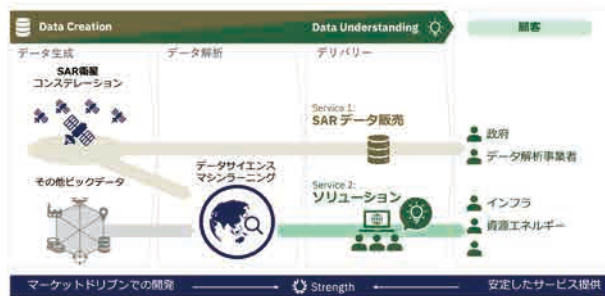 Data Creation
Data Understanding
顧客
データ生成
データ解析
デリバリー
SAR衛星
コンステレーション
Service 1:
SAR データ販売
政府
データ解析事業者
その他ビックデータ
データサイエンス
マシンラーニング
Service 2:
ソリューション
インフラ
資源エネルギー
マーケットドリブンでの開発
Strength
安定したサービス提供